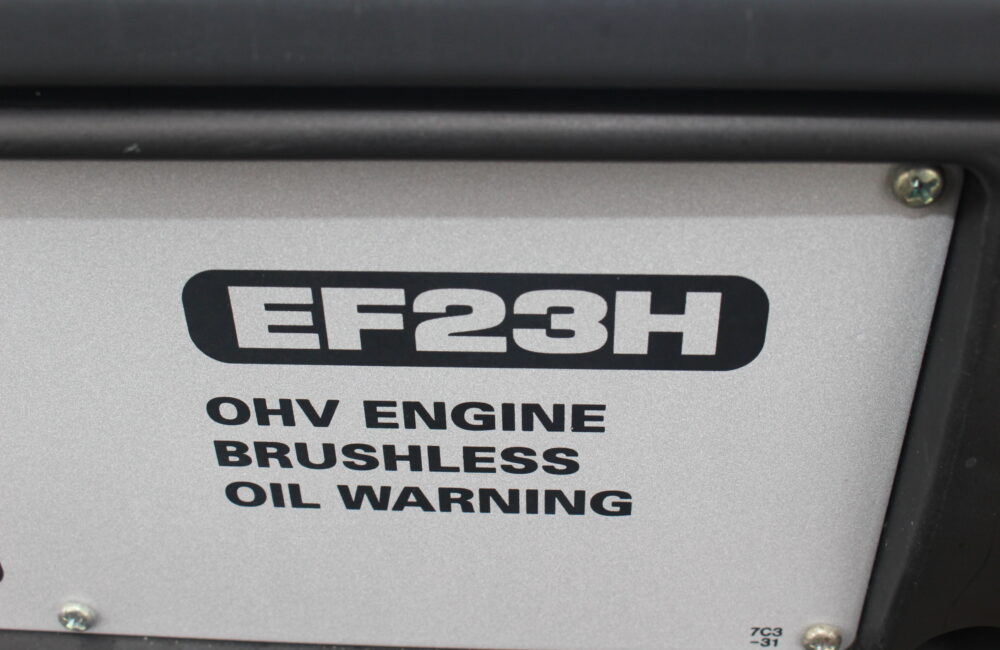 EF23H
OHV ENGINE
BRUSHLESS
OIL WARNING
7C3
-31